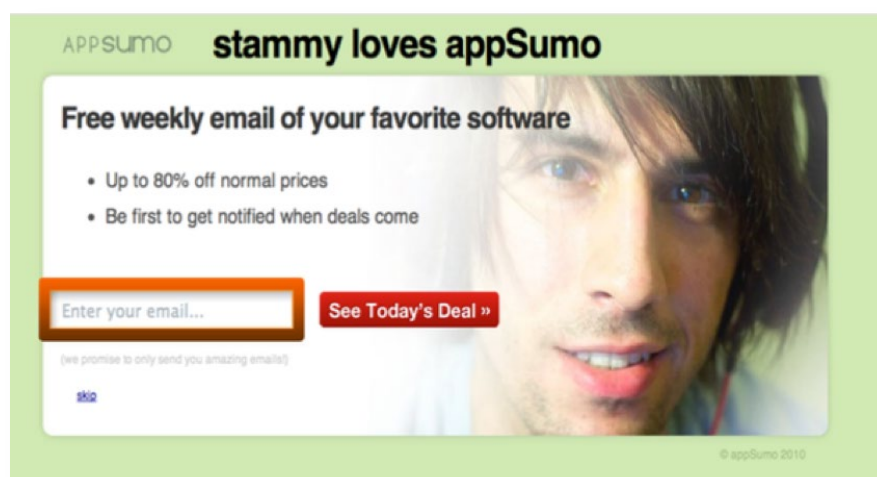 APPSUMO
stammy loves appSumo
Free weekly email of your favorite software
• Up to 80% off normal prices
• Be first to get notified when deals come
Enter your email...
See Today's Deal »
(we promise to only send you amazing emails!)
skip
© appSumo 2010